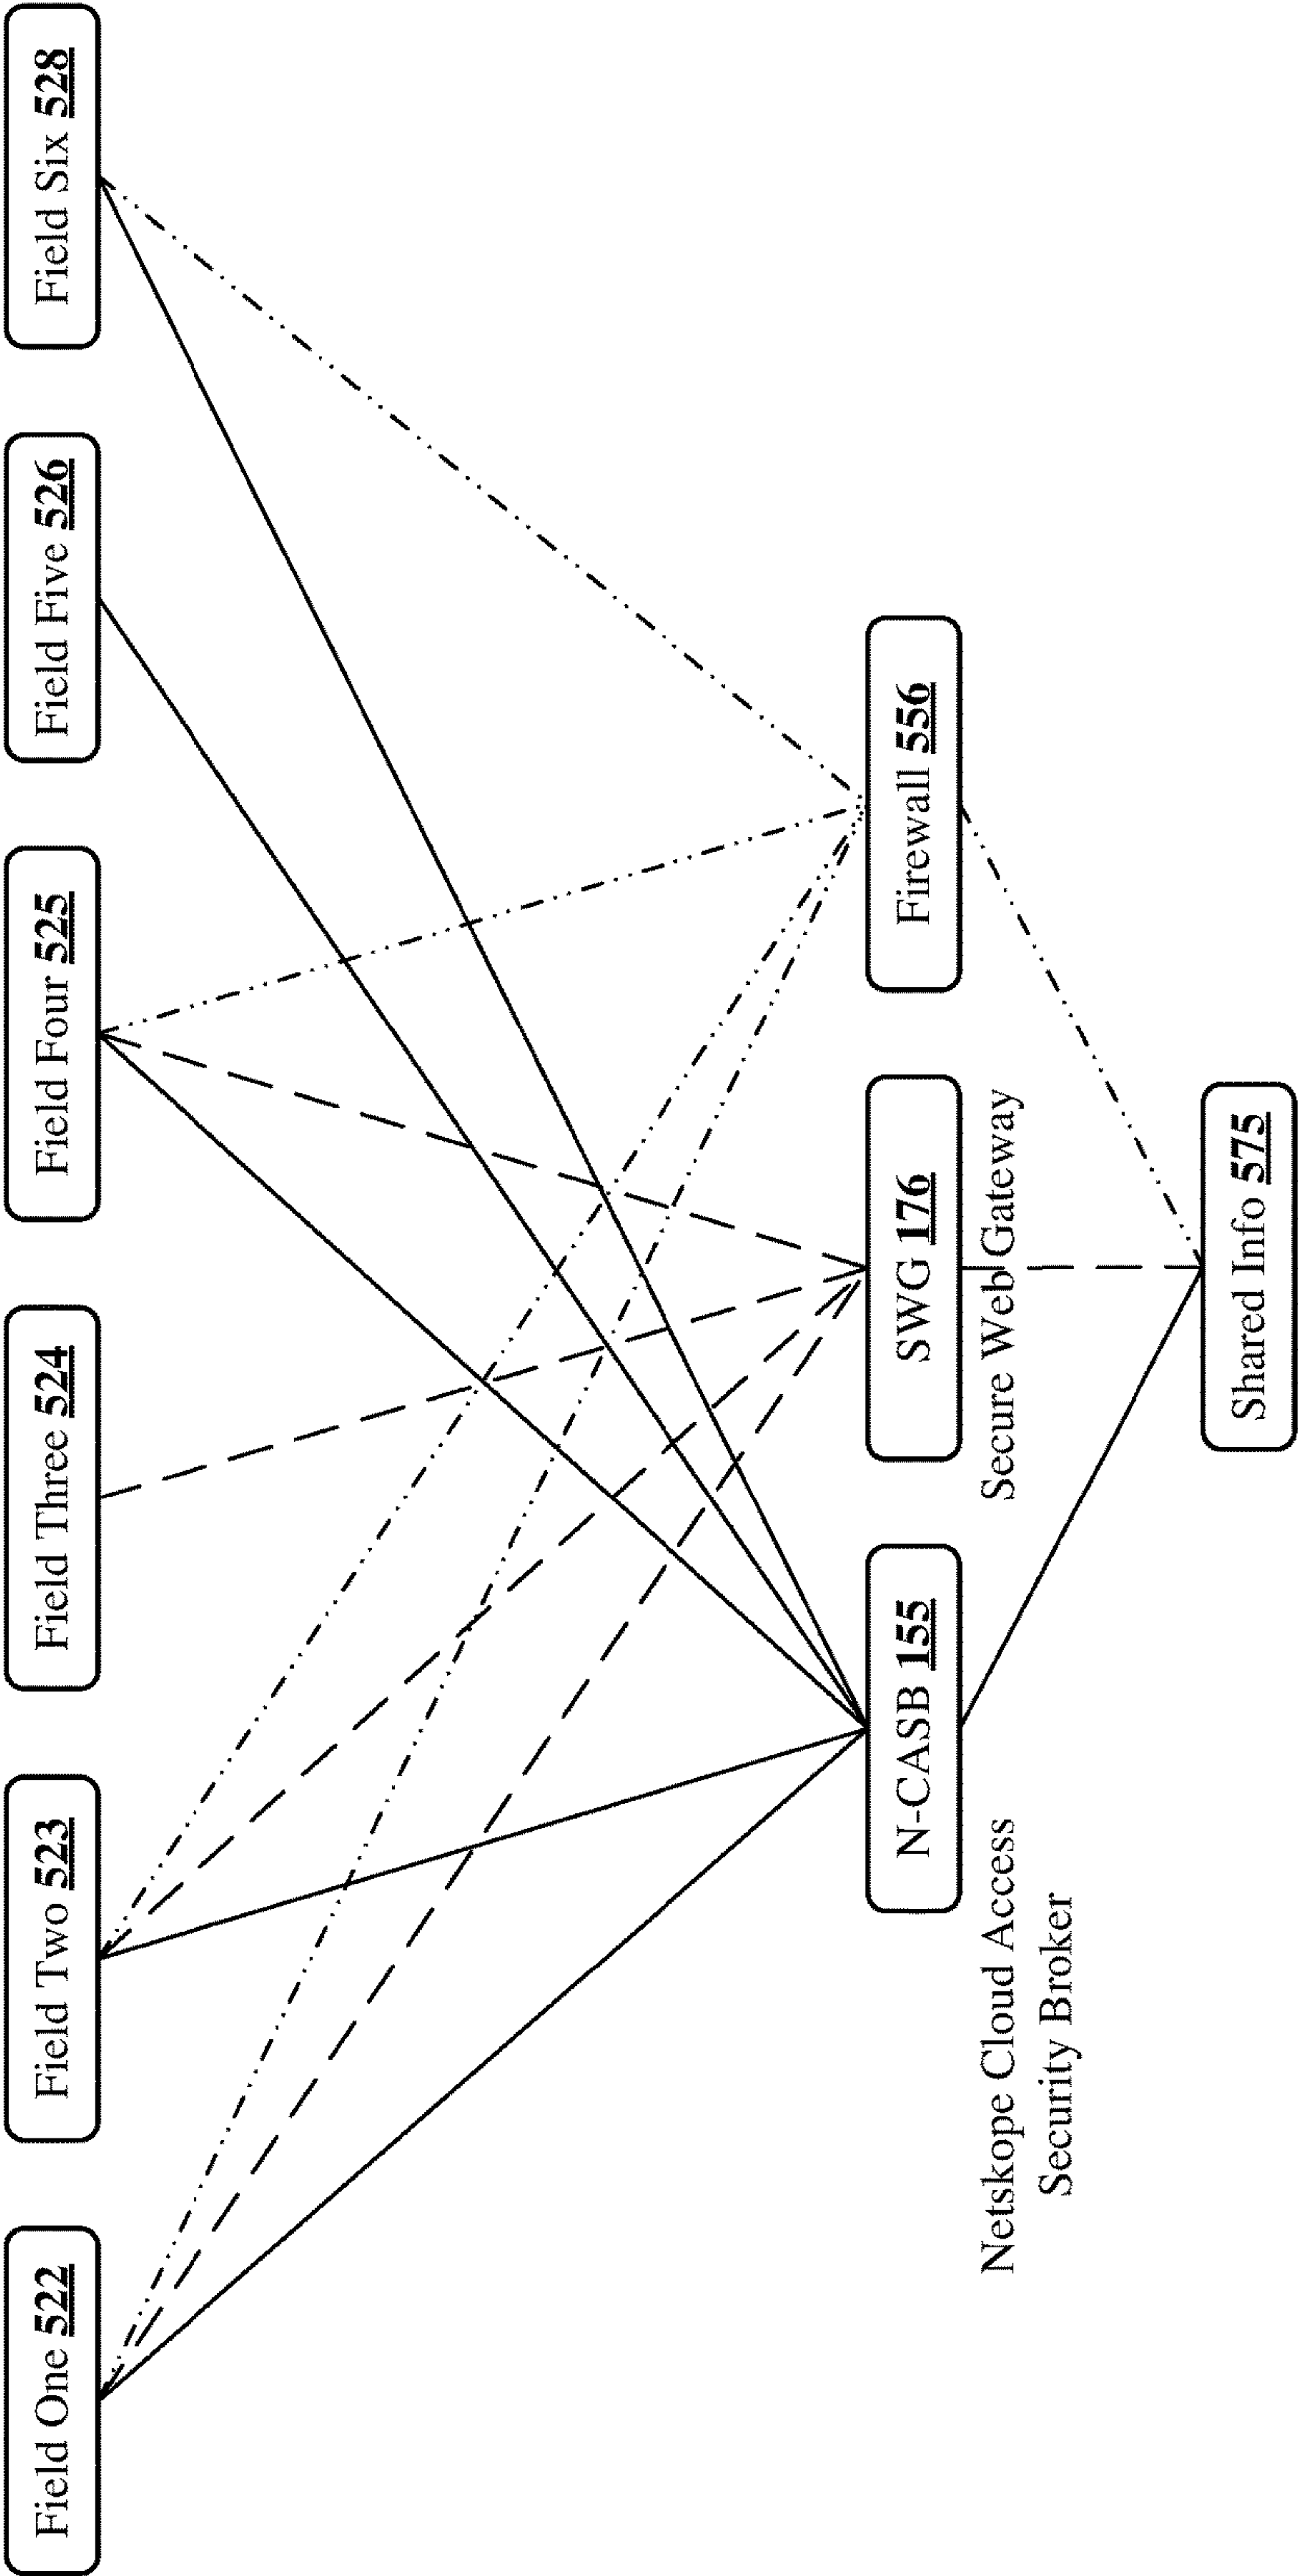 Field One 522
Field Two 523
Field Three 524
Field Four 525
Field Five 526
Field Six 528
N-CASB 155
SWG 176
Firewall 556
Netskope Cloud Access
Security Broker
Secure Web Gateway
Shared Info 575